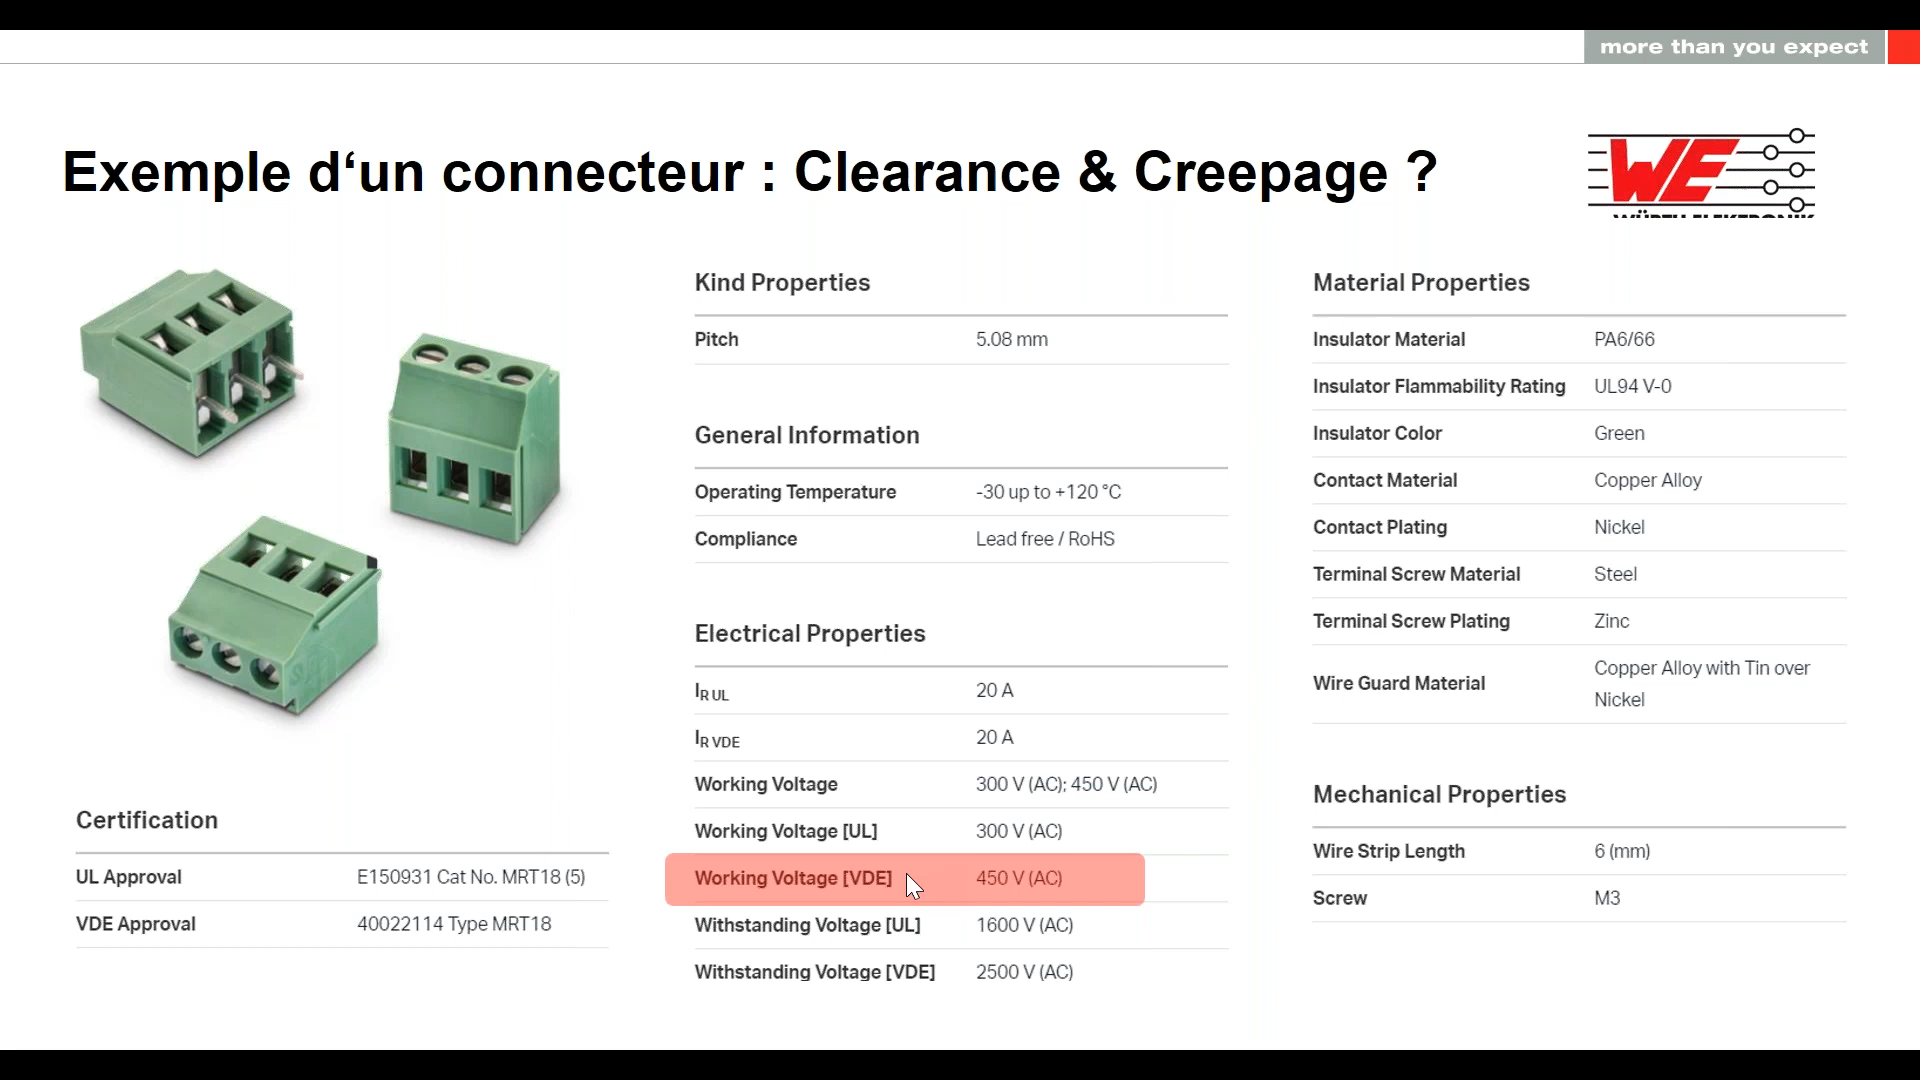 more than you expect
Exemple d‘un connecteur : Clearance & Creepage ?
WE
WÜRTH ELEKTRONIK
Kind Properties
Pitch 5.08 mm
General Information
Operating Temperature -30 up to +120 °C
Compliance Lead free / RoHS
Electrical Properties
IR UL 20 A
IR VDE 20 A
Working Voltage 300 V (AC); 450 V (AC)
Working Voltage [UL] 300 V (AC)
Working Voltage [VDE] 450 V (AC)
Withstanding Voltage [UL] 1600 V (AC)
Withstanding Voltage [VDE] 2500 V (AC)
Material Properties
Insulator Material PA6/66
Insulator Flammability Rating UL94 V-0
Insulator Color Green
Contact Material Copper Alloy
Contact Plating Nickel
Terminal Screw Material Steel
Terminal Screw Plating Zinc
Wire Guard Material Copper Alloy with Tin over
Nickel
Mechanical Properties
Wire Strip Length 6 (mm)
Screw M3
Certification
UL Approval E150931 Cat No. MRT18 (5)
VDE Approval 40022114 Type MRT18